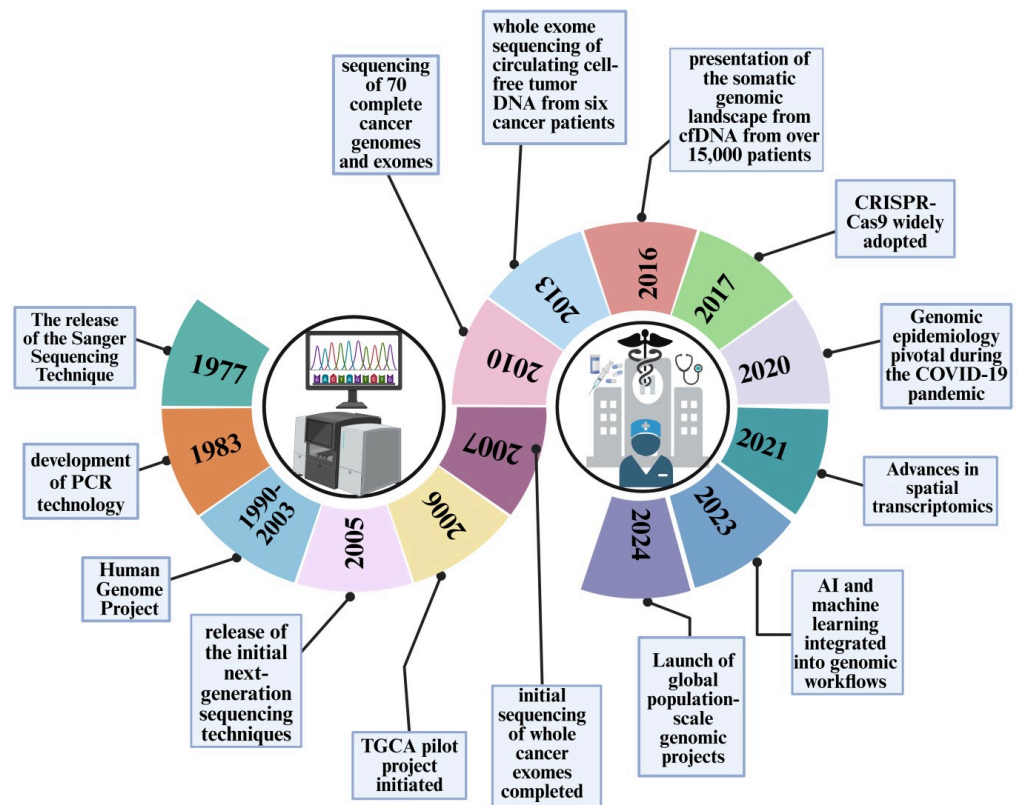 The release
of the Sanger
Sequencing
Technique
1977
development
of PCR
technology
1983
Human
Genome
Project
1990-
2003
release of
the initial
next-
generation
sequencing
techniques
2005
TGCA pilot
project
initiated
2006
initial
sequencing
of whole
cancer
exomes
completed
2007
sequencing
of 70
complete
cancer
genomes
and exomes
2010
whole exome
sequencing of
circulating cell-
free tumor
DNA from six
cancer patients
2013
presentation of
the somatic
genomic
landscape from
cfDNA from over
15,000 patients
2016
CRISPR-
Cas9 widely
adopted
2017
Genomic
epidemiology
pivotal during
the COVID-19
pandemic
2020
Advances in
spatial
transcriptomics
2021
AI and
machine
learning
integrated
into genomic
workflows
2023
Launch of
global
population-
scale
genomic
projects
2024
H